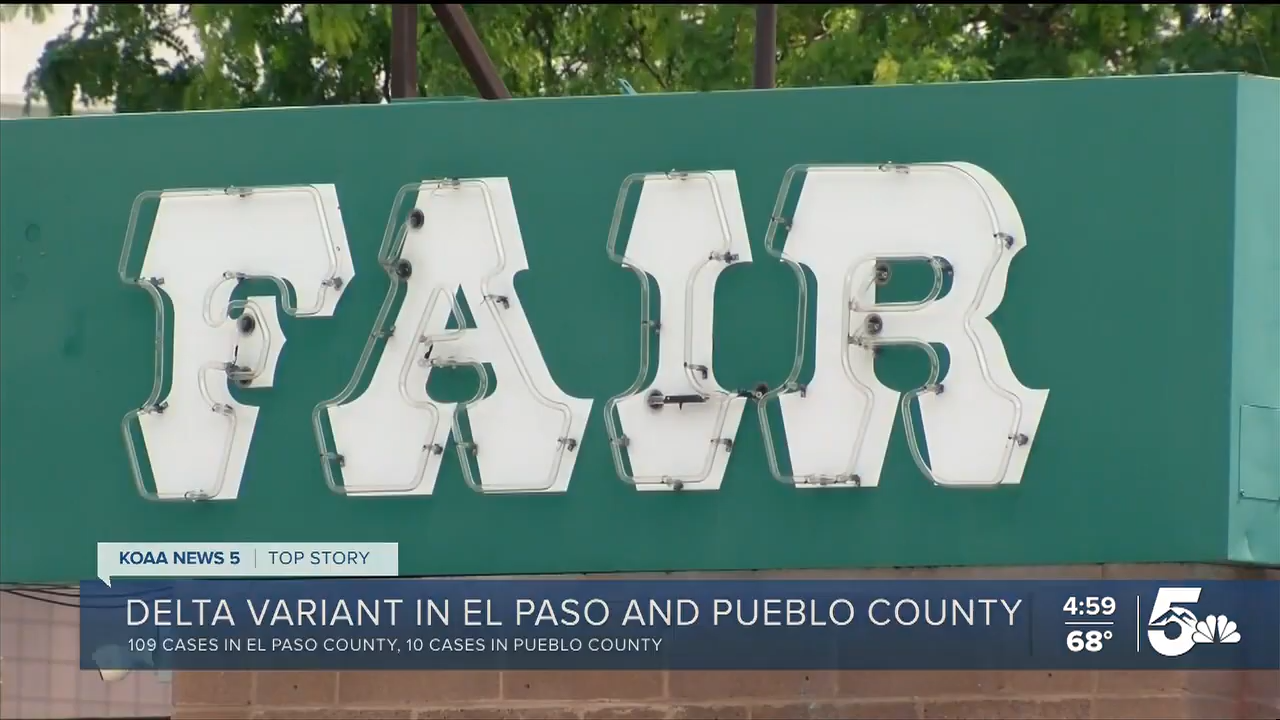 FAIR
KOAA NEWS 5 | TOP STORY
DELTA VARIANT IN EL PASO AND PUEBLO COUNTY
109 CASES IN EL PASO COUNTY, 10 CASES IN PUEBLO COUNTY
4:59
68°
5